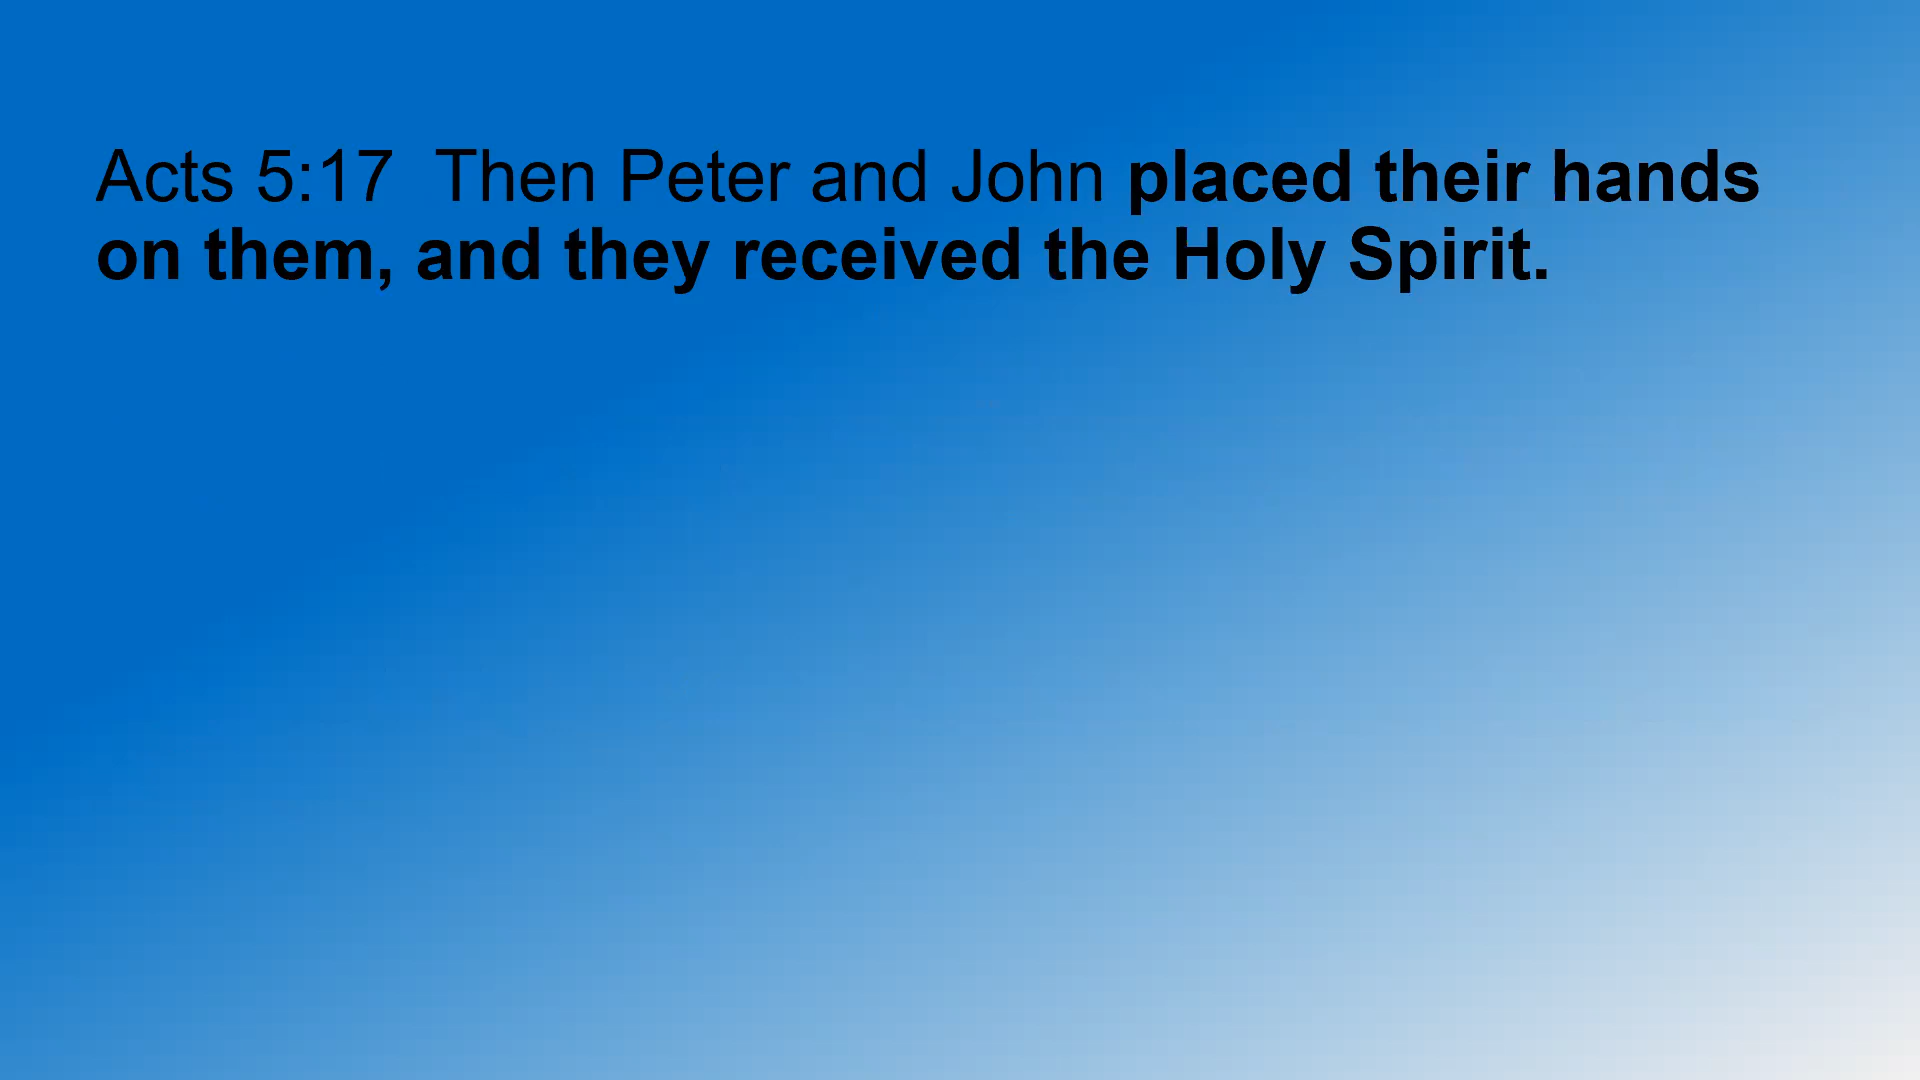 Acts 5:17  Then Peter and John placed their hands
on them, and they received the Holy Spirit.